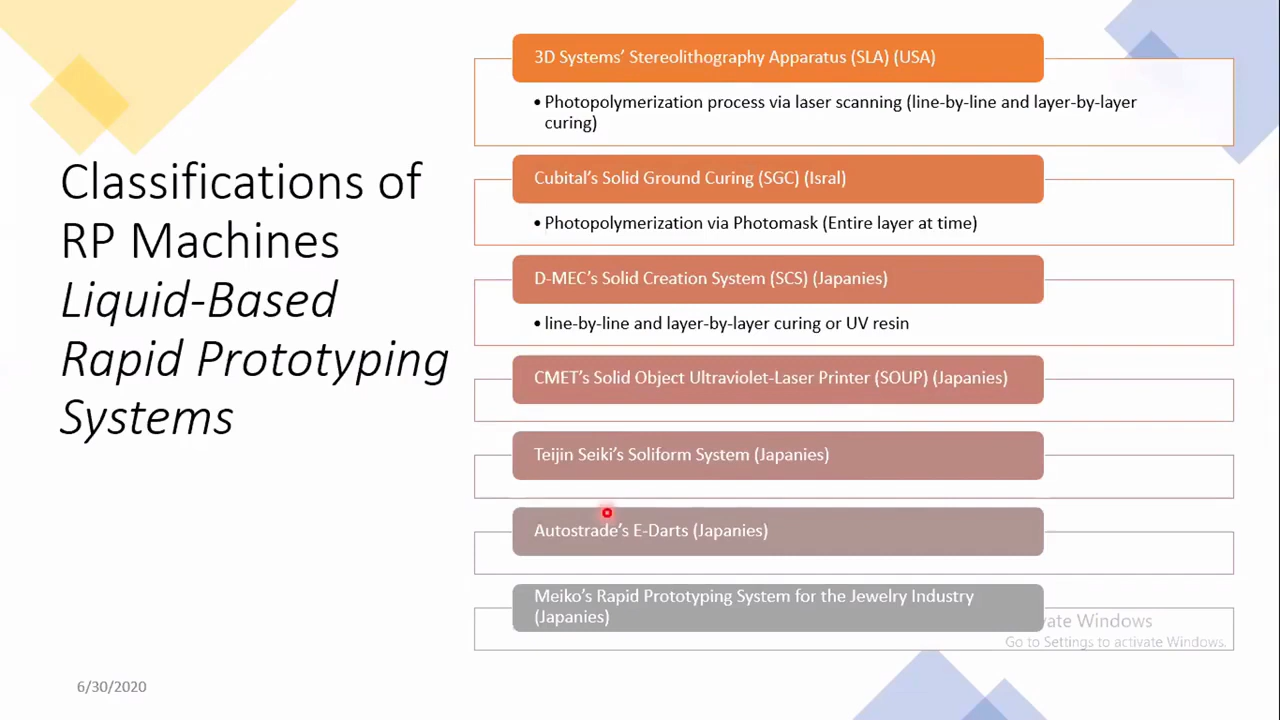 Classifications of
RP Machines
Liquid-Based
Rapid Prototyping
Systems
3D Systems’ Stereolithography Apparatus (SLA) (USA)
• Photopolymerization process via laser scanning (line-by-line and layer-by-layer
curing)
Cubital’s Solid Ground Curing (SGC) (Isral)
• Photopolymerization via Photomask (Entire layer at time)
D-MEC’s Solid Creation System (SCS) (Japanies)
• line-by-line and layer-by-layer curing or UV resin
CMET’s Solid Object Ultraviolet-Laser Printer (SOUP) (Japanies)
Teijin Seiki’s Soliform System (Japanies)
Autostrade’s E-Darts (Japanies)
Meiko’s Rapid Prototyping System for the Jewelry Industry
(Japanies)
vate Windows
Go to Settings to activate Windows.
6/30/2020